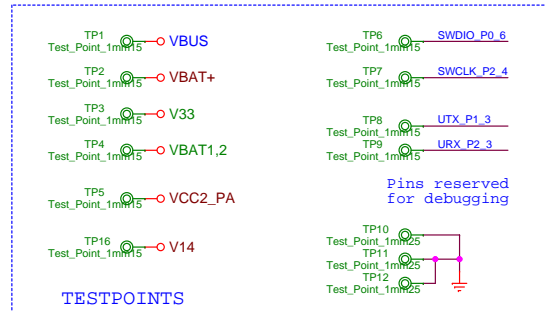 TP1
Test_Point_1mm15
VBUS
TP2
Test_Point_1mm15
VBAT+
TP3
Test_Point_1mm15
V33
TP4
Test_Point_1mm15
VBAT1,2
TP5
Test_Point_1mm15
VCC2_PA
TP16
Test_Point_1mm15
V14
TESTPOINTS
TP6
Test_Point_1mm15
SWDIO_P0_6
TP7
Test_Point_1mm15
SWCLK_P2_4
TP8
Test_Point_1mm15
UTX_P1_3
TP9
Test_Point_1mm15
URX_P2_3
Pins reserved
for debugging
TP10
Test_Point_1mm25
TP11
Test_Point_1mm25
TP12
Test_Point_1mm25